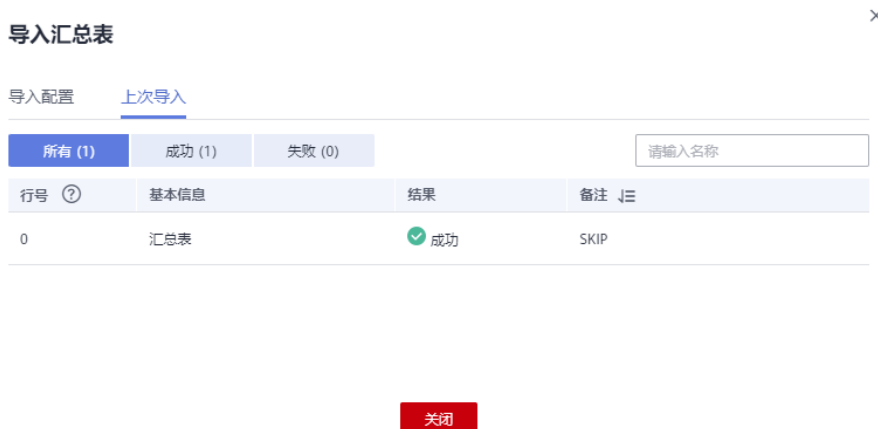 导入汇总表
导入配置 上次导入
所有 (1) 成功 (1) 失败 (0) 请输入名称
行号 ? 基本信息 结果 备注
0 汇总表 成功 SKIP
关闭